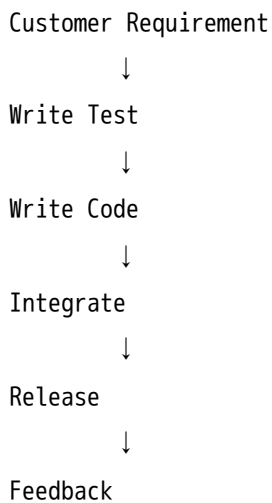 Customer Requirement
↓
Write Test
↓
Write Code
↓
Integrate
↓
Release
↓
Feedback